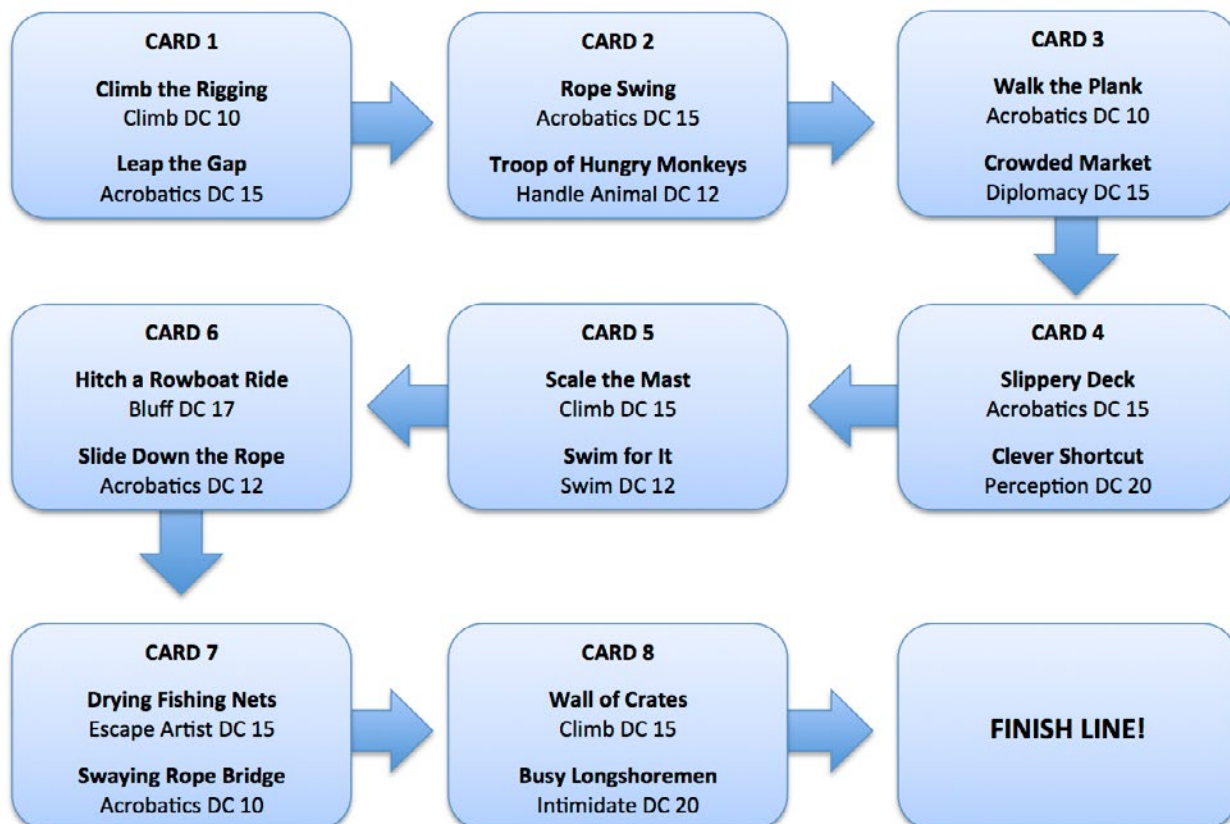 CARD 1
Climb the Rigging
Climb DC 10
Leap the Gap
Acrobatics DC 15
CARD 2
Rope Swing
Acrobatics DC 15
Troop of Hungry Monkeys
Handle Animal DC 12
CARD 3
Walk the Plank
Acrobatics DC 10
Crowded Market
Diplomacy DC 15
CARD 4
Slippery Deck
Acrobatics DC 15
Clever Shortcut
Perception DC 20
CARD 5
Scale the Mast
Climb DC 15
Swim for It
Swim DC 12
CARD 6
Hitch a Rowboat Ride
Bluff DC 17
Slide Down the Rope
Acrobatics DC 12
CARD 7
Drying Fishing Nets
Escape Artist DC 15
Swaying Rope Bridge
Acrobatics DC 10
CARD 8
Wall of Crates
Climb DC 15
Busy Longshoremen
Intimidate DC 20
FINISH LINE!